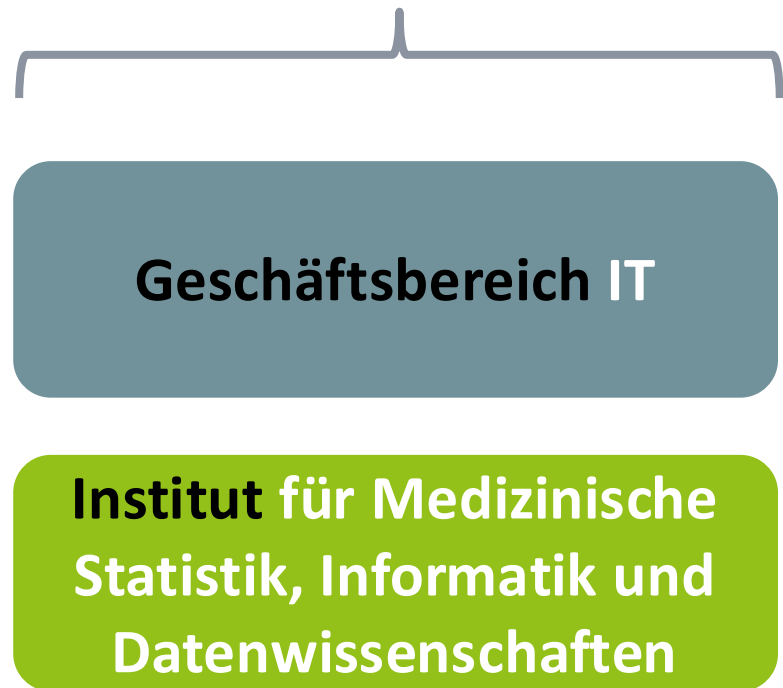 Geschäftsbereich IT
Institut für Medizinische
Statistik, Informatik und
Datenwissenschaften